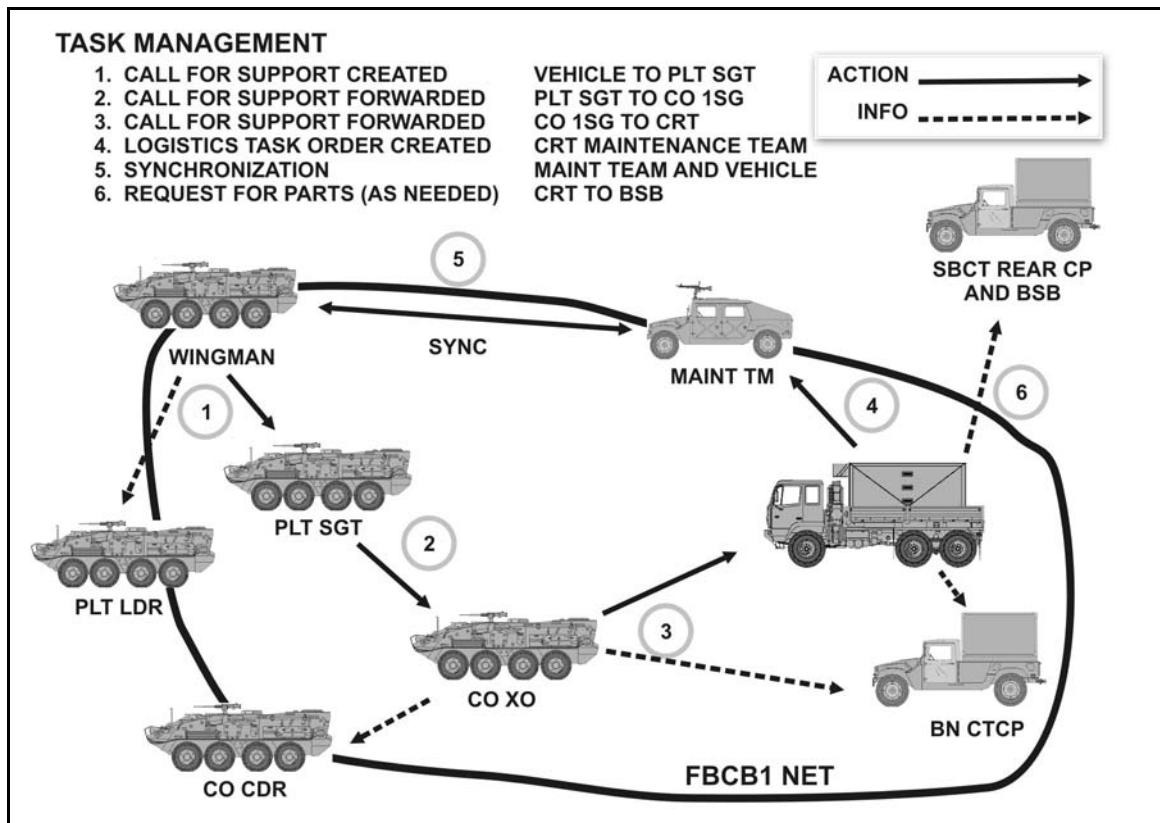 TASK MANAGEMENT
1. CALL FOR SUPPORT CREATED VEHICLE TO PLT SGT
2. CALL FOR SUPPORT FORWARDED PLT SGT TO CO 1SG
3. CALL FOR SUPPORT FORWARDED CO 1SG TO CRT
4. LOGISTICS TASK ORDER CREATED CRT MAINTENANCE TEAM
5. SYNCHRONIZATION MAINT TEAM AND VEHICLE
6. REQUEST FOR PARTS (AS NEEDED) CRT TO BSB
ACTION
INFO
SBCT REAR CP
AND BSB
5
SYNC
WINGMAN
MAINT TM
1
4
6
PLT SGT
2
PLT LDR
3
CO XO
BN CTCP
CO CDR
FBCB1 NET